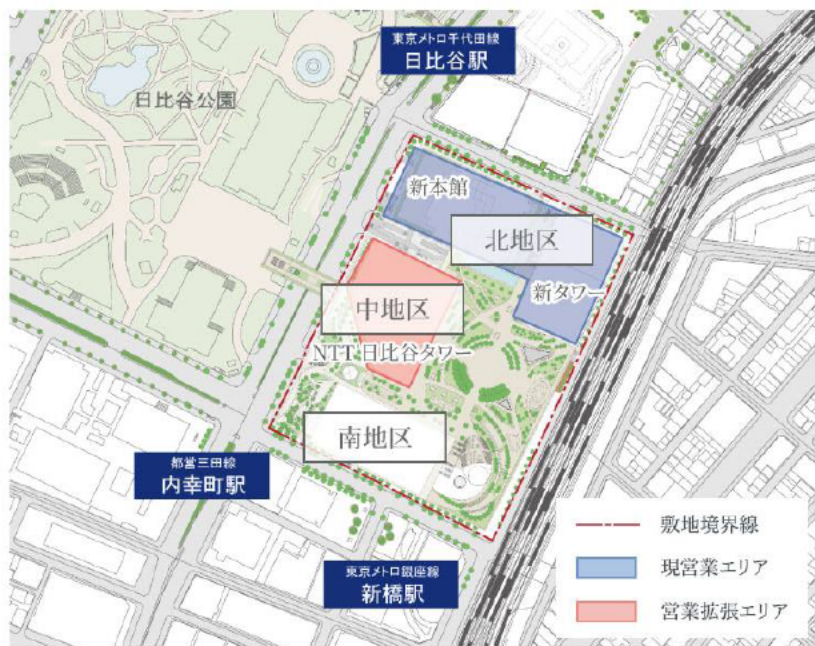 東京メトロ千代田線
日比谷駅
日比谷公園
新本館
北地区
新タワー
中地区
NTT 日比谷タワー
南地区
都営三田線
内幸町駅
東京メトロ銀座線
新橋駅
敷地境界線
現営業エリア
営業拡張エリア